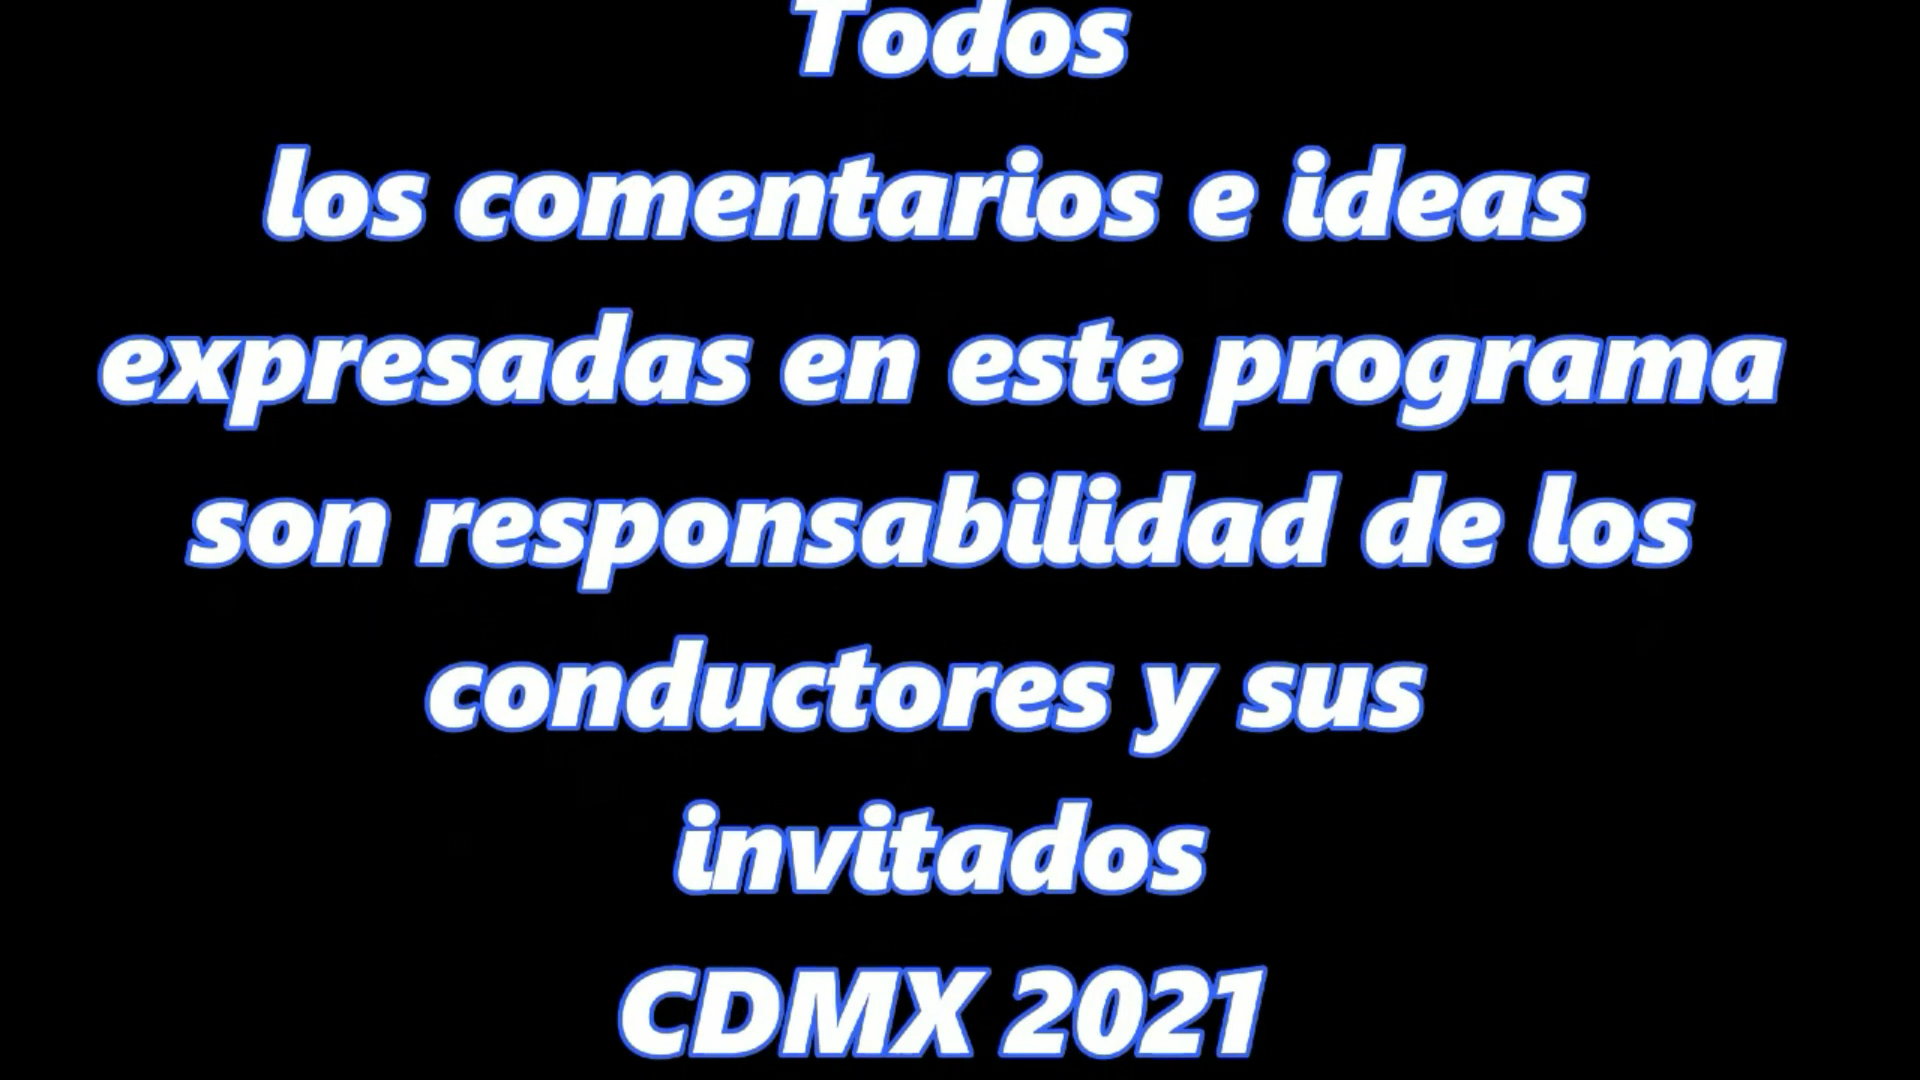 Todos
los comentarios e ideas
expresadas en este programa
son responsabilidad de los
conductores y sus
invitados
CDMX 2021